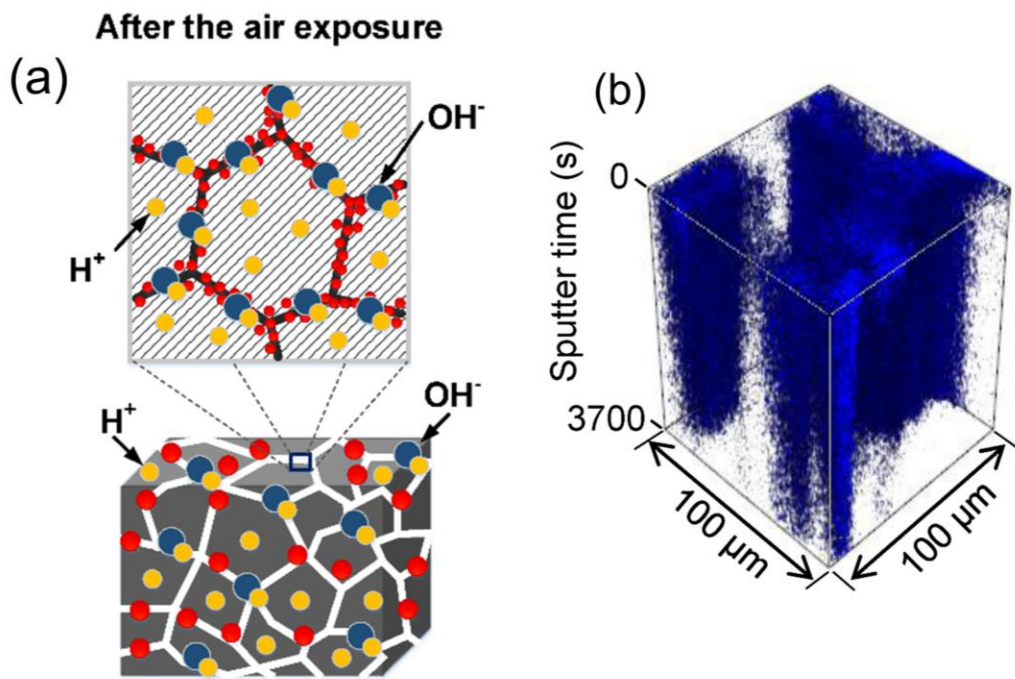 After the air exposure
(a)
OH⁻
H⁺
H⁺
OH⁻
(b)
Sputter time (s)
0
3700
100 µm
100 µm